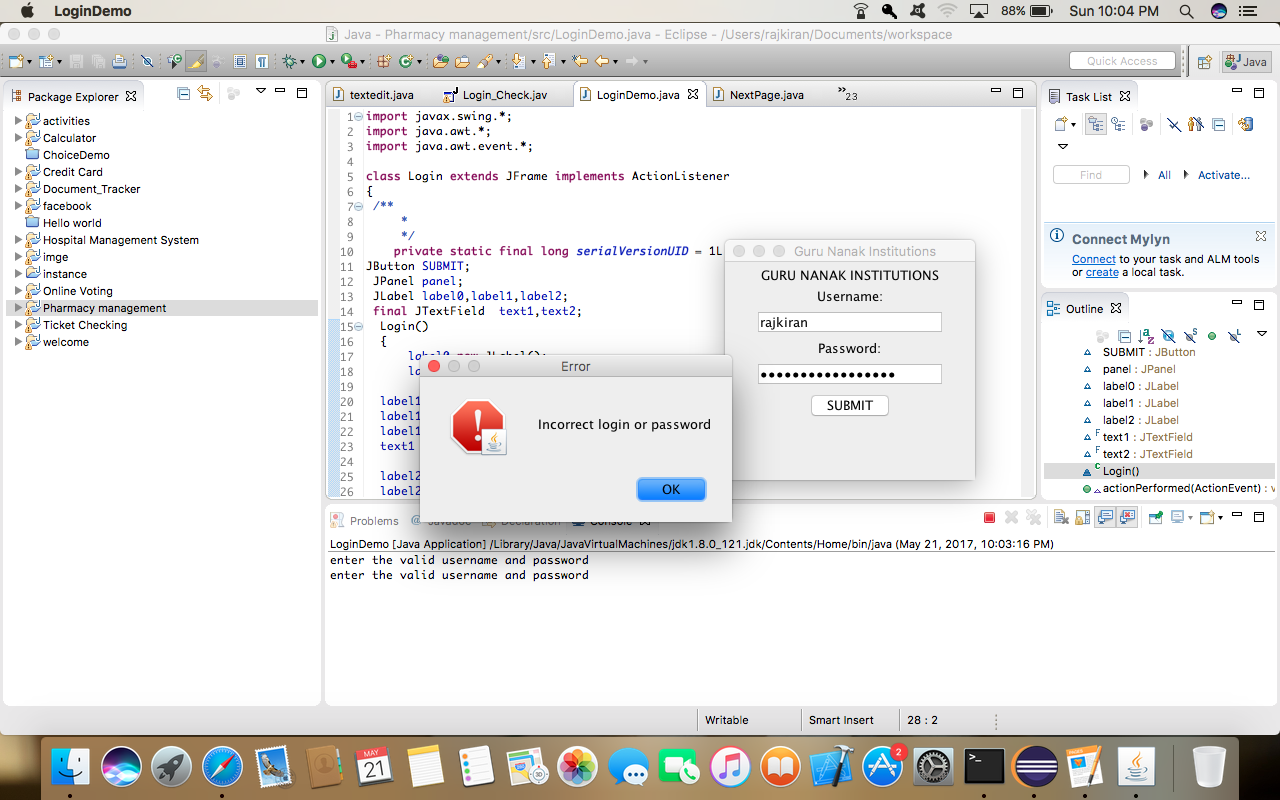 LoginDemo
88%
Sun 10:04 PM
Java - Pharmacy management/src/LoginDemo.java - Eclipse - /Users/rajkiran/Documents/workspace
Quick Access
Java
Package Explorer
activities
Calculator
ChoiceDemo
Credit Card
Document_Tracker
facebook
Hello world
Hospital Management System
imge
instance
Online Voting
Pharmacy management
Ticket Checking
welcome
textedit.java
Login_Check.jav
LoginDemo.java
NextPage.java
»23
1 import javax.swing.*;
2 import java.awt.*;
3 import java.awt.event.*;
4
5 class Login extends JFrame implements ActionListener
6 {
7 /**
8 *
9 */
10 private static final long serialVersionUID = 1L
11 JButton SUBMIT;
12 JPanel panel;
13 JLabel label0,label1,label2;
14 final JTextField text1,text2;
15 Login()
16 {
17 label0=new JLabel();
18 la
19
20 label1
21 label1
22 label1
23 text1
24
25 label2
26 label2
Guru Nanak Institutions
GURU NANAK INSTITUTIONS
Username:
rajkiran
Password:
SUBMIT
Error
Incorrect login or password
OK
Task List
Find
All
Activate...
Connect Mylyn
Connect to your task and ALM tools
or create a local task.
Outline
SUBMIT : JButton
panel : JPanel
label0 : JLabel
label1 : JLabel
label2 : JLabel
text1 : JTextField
text2 : JTextField
Login()
actionPerformed(ActionEvent) : v
Problems
@ Javadoc
Declaration
Console
LoginDemo [Java Application] /Library/Java/JavaVirtualMachines/jdk1.8.0_121.jdk/Contents/Home/bin/java (May 21, 2017, 10:03:16 PM)
enter the valid username and password
enter the valid username and password
Writable
Smart Insert
28 : 2
MAY
21
2